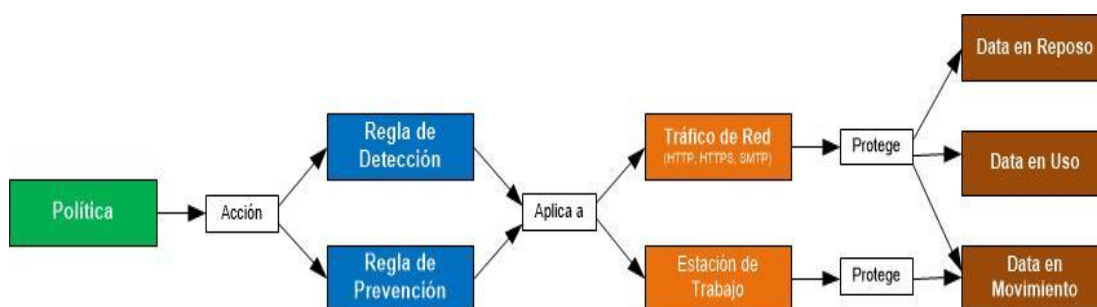 Política
Acción
Regla de
Detección
Regla de
Prevención
Aplica a
Tráfico de Red
(HTTP, HTTPS, SMTP)
Estación de
Trabajo
Protege
Protege
Data en Reposo
Data en Uso
Data en
Movimiento